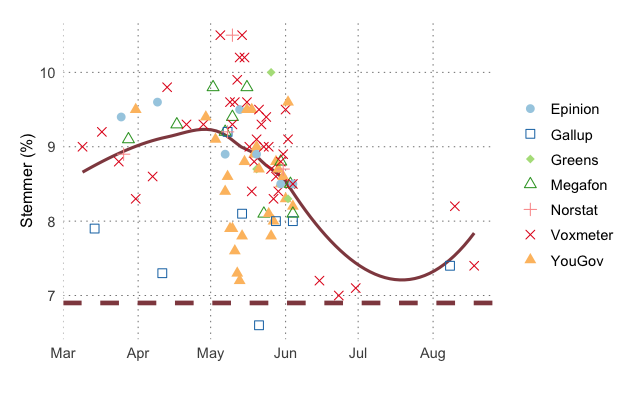 Stemmer (%)
10
9
8
7
Mar Apr May Jun Jul Aug
Epinion
Gallup
Greens
Megafon
Norstat
Voxmeter
YouGov